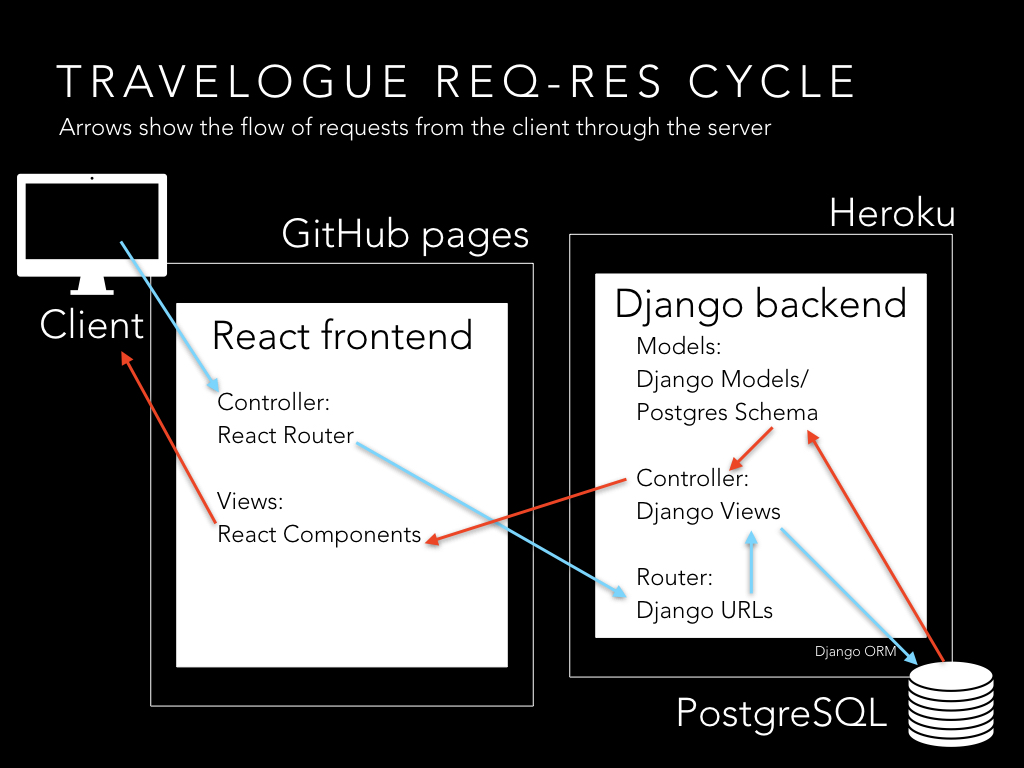 TRAVELOGUE REQ-RES CYCLE
Arrows show the flow of requests from the client through the server
Client
GitHub pages
React frontend
Controller:
React Router
Views:
React Components
Heroku
Django backend
Models:
Django Models/
Postgres Schema
Controller:
Django Views
Router:
Django URLs
Django ORM
PostgreSQL